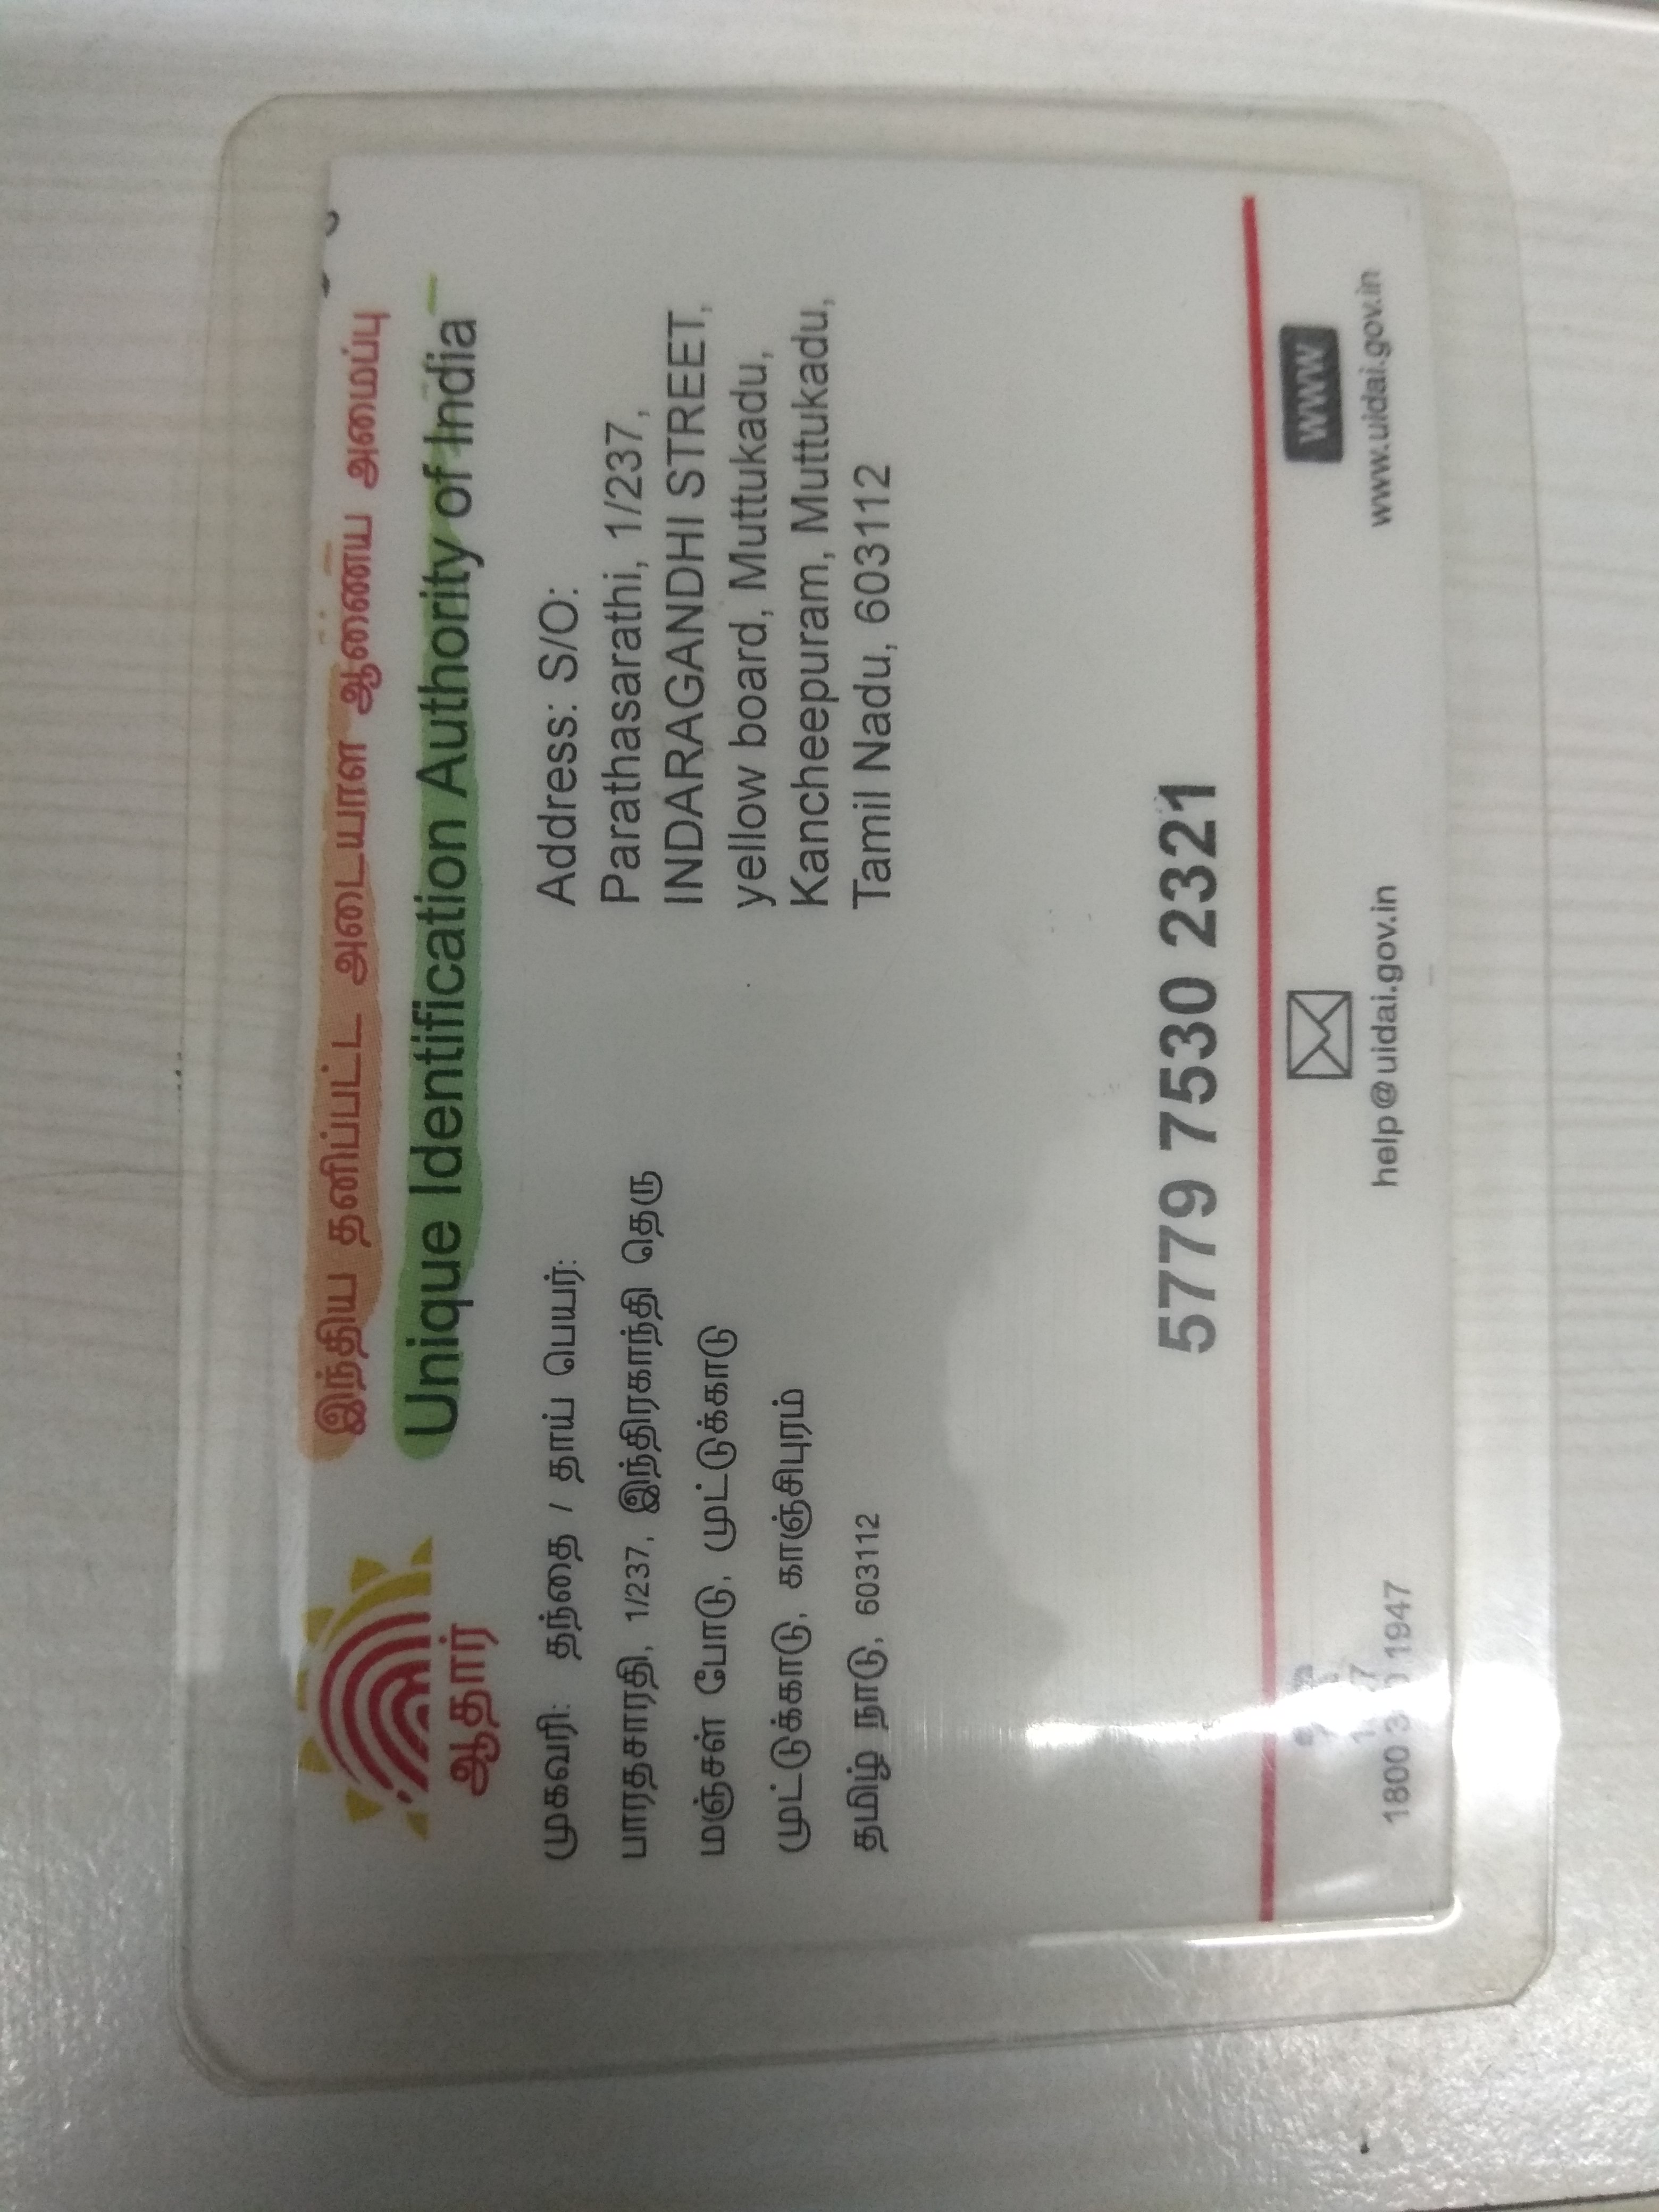 இந்திய தனிப்பட்ட அடையாள ஆணைய அமைப்பு
Unique Identification Authority of India
ஆதார்
முகவரி: தந்தை / தாய் பெயர்:
பாரதசாரதி, 1/237, இந்திரகாந்தி தெரு
மஞ்சள் போடு, முட்டுக்காடு
முட்டுக்காடு, காஞ்சிபுரம்
தமிழ் நாடு, 603112
Address: S/O:
Parathasarathi, 1/237,
INDARAGANDHI STREET,
yellow board, Muttukadu,
Kancheepuram, Muttukadu,
Tamil Nadu, 603112
5779 7530 2321
1800 1947
help@uidai.gov.in
www
www.uidai.gov.in